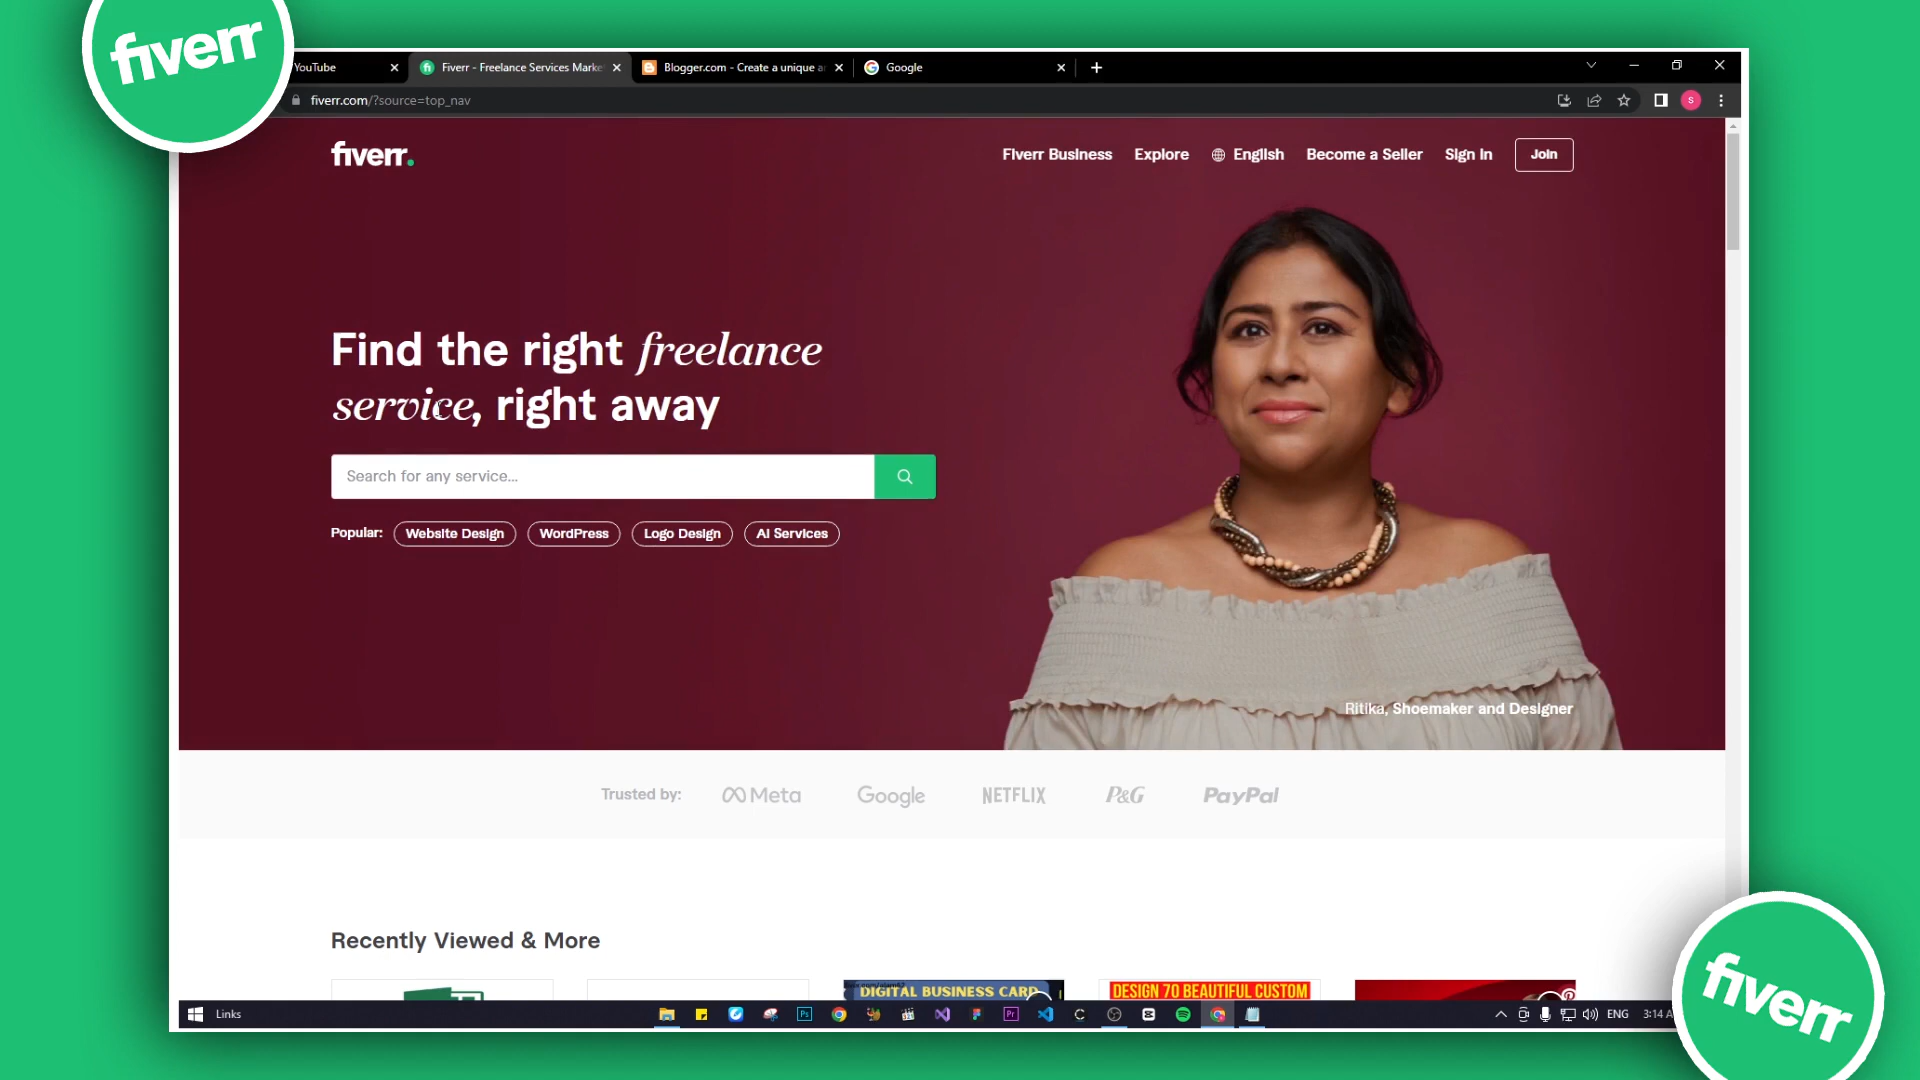 fiverr
YouTube
Fiverr - Freelance Services Marke
Blogger.com - Create a unique a
Google
fiverr.com/?source=top_nav
S
fiverr.
Fiverr Business
Explore
English
Become a Seller
Sign In
Join
Find the right freelance
service, right away
Search for any service...
Popular:
Website Design
WordPress
Logo Design
AI Services
Ritika, Shoemaker and Designer
Trusted by:
Meta
Google
NETFLIX
P&G
PayPal
Recently Viewed & More
DIGITAL BUSINESS CARD
DESIGN 70 BEAUTIFUL CUSTOM
Links
Ps
Pr
C
ENG
3:14 A
fiverr